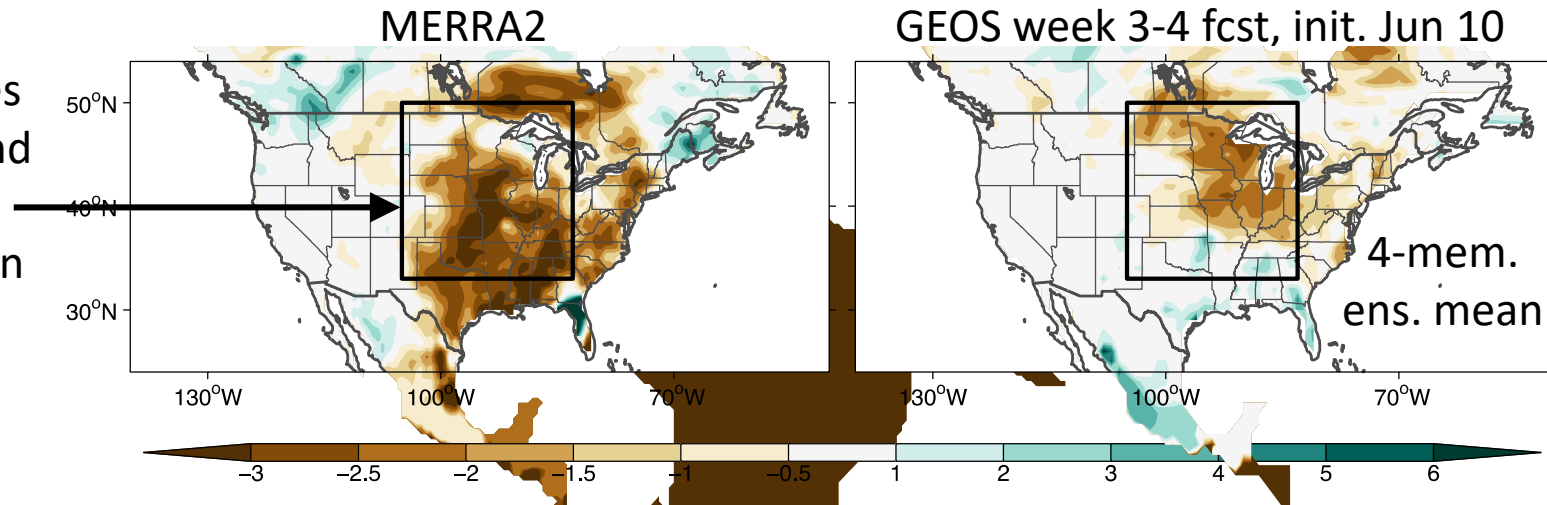 MERRA2
GEOS week 3-4 fcst, init. Jun 10
es
nd
n
50°N
40°N
30°N
130°W
100°W
70°W
130°W
100°W
70°W
4-mem.
ens. mean
−3
−2.5
−2
−1.5
−1
−0.5
1
2
3
4
5
6